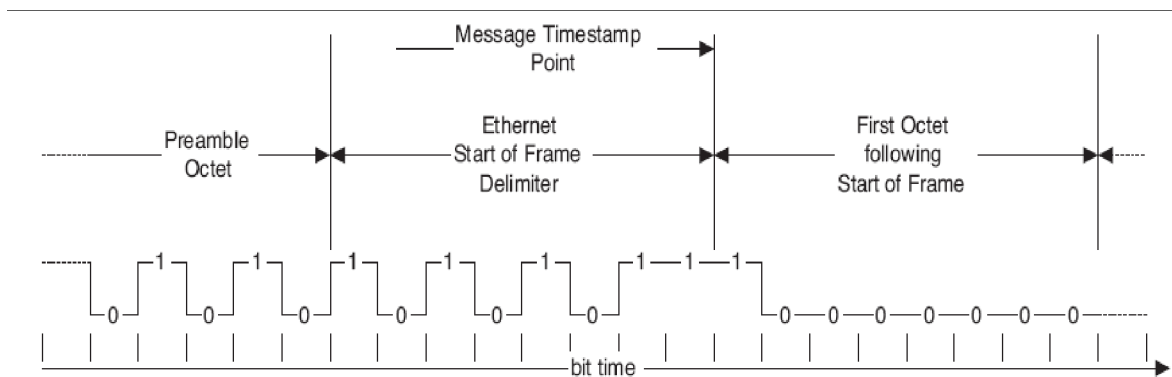 Message Timestamp
Point
Preamble
Octet
Ethernet
Start of Frame
Delimiter
First Octet
following
Start of Frame
0 1 0 1 0 1 0 1 0 1 0 1 1 1 0 0 0 0 0 0 0
bit time